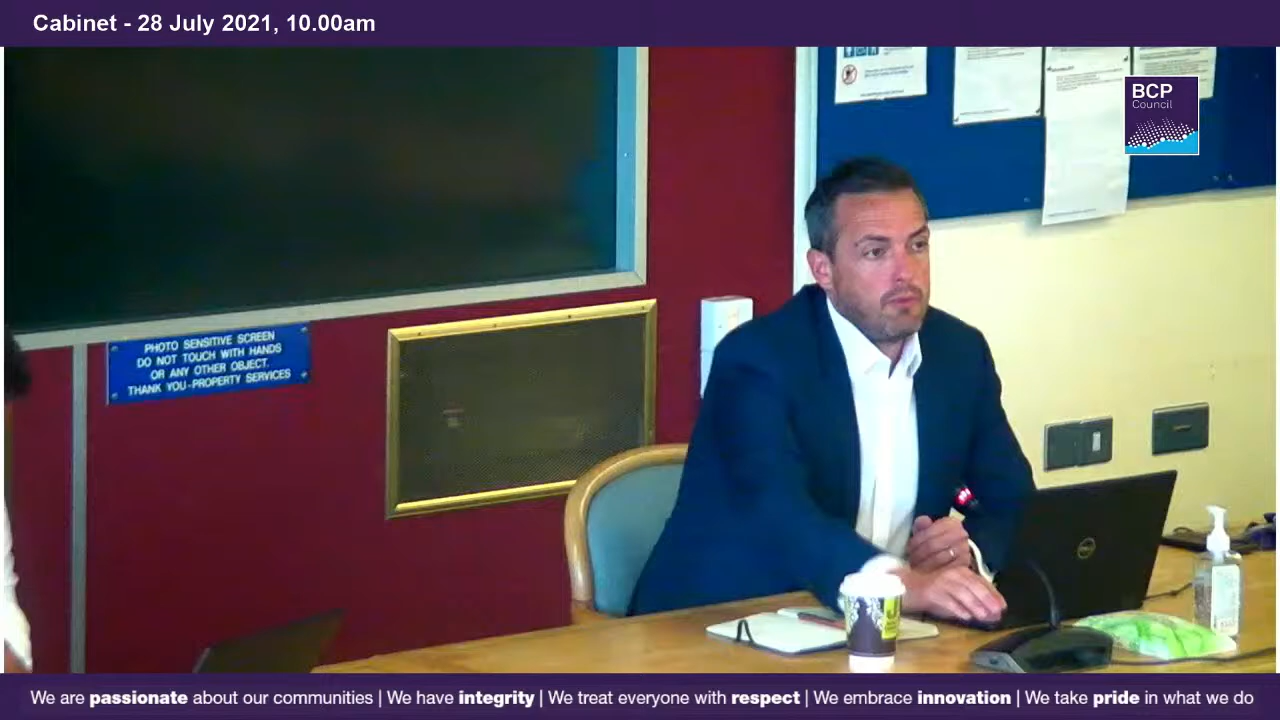 Cabinet - 28 July 2021, 10.00am
BCP
Council
PHOTO SENSITIVE SCREEN
DO NOT TOUCH WITH HANDS
OR ANY OTHER OBJECT.
THANK YOU-PROPERTY SERVICES
DELL
We are passionate about our communities | We have integrity | We treat everyone with respect | We embrace innovation | We take pride in what we do